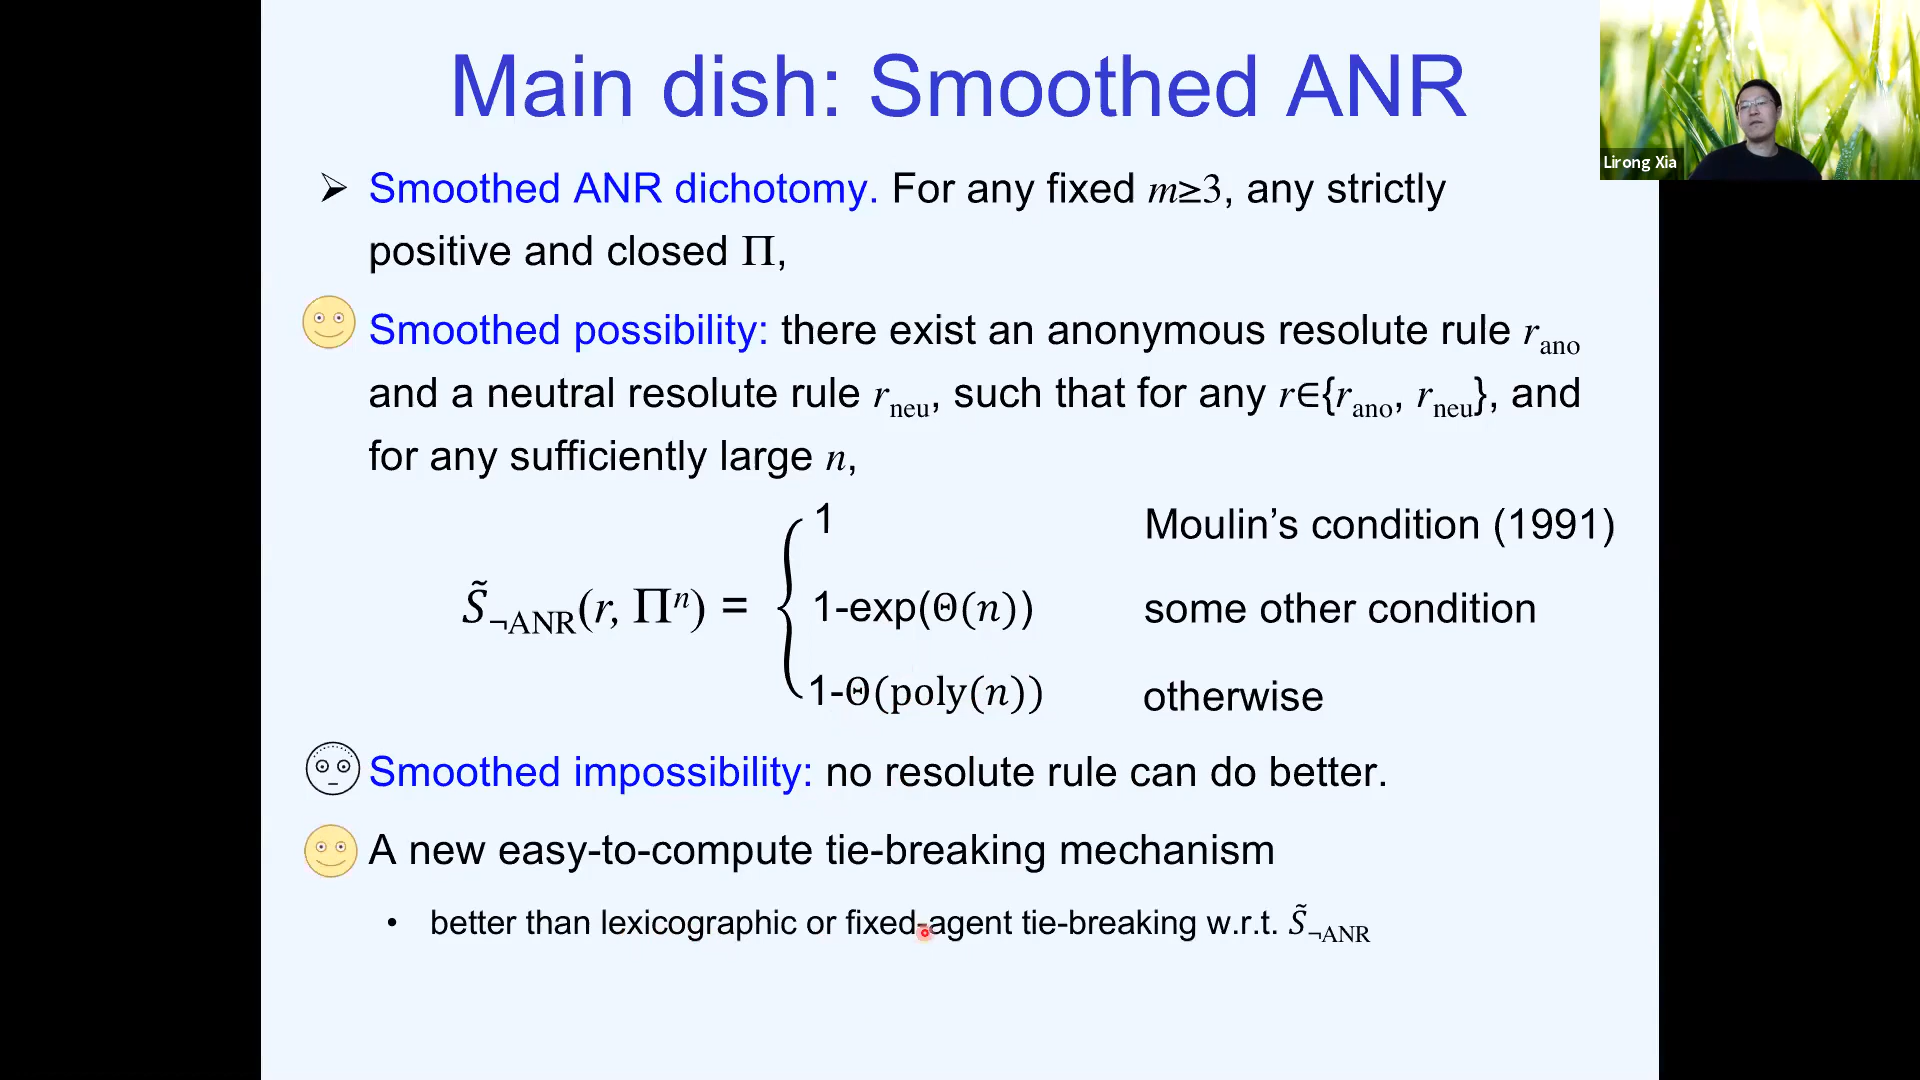 Main dish: Smoothed ANR
Lirong Xia
➢ Smoothed ANR dichotomy. For any fixed m≥3, any strictly
positive and closed Π,
Smoothed possibility: there exist an anonymous resolute rule r_ano
and a neutral resolute rule r_neu, such that for any r∈{r_ano, r_neu}, and
for any sufficiently large n,
S̃_¬ANR(r, Πⁿ) =
1 Moulin’s condition (1991)
1-exp(Θ(n)) some other condition
1-Θ(poly(n)) otherwise
Smoothed impossibility: no resolute rule can do better.
A new easy-to-compute tie-breaking mechanism
• better than lexicographic or fixed-agent tie-breaking w.r.t. S̃_¬ANR